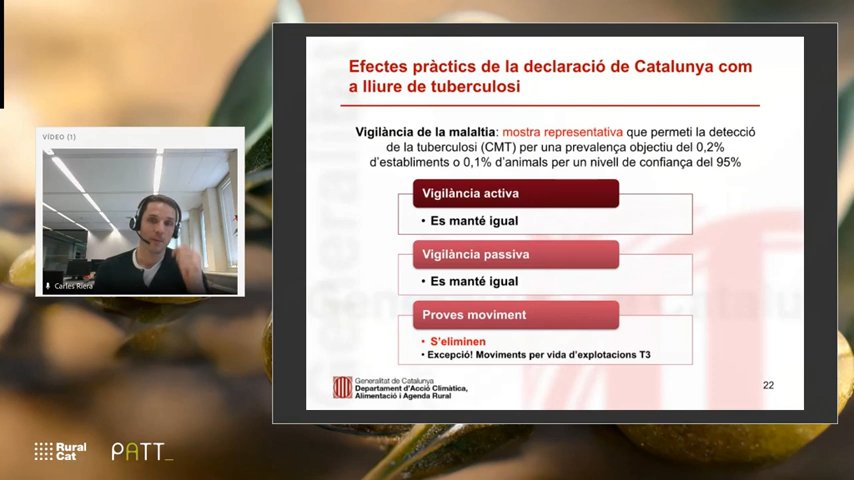 VÍDEO (1)
Carles Riera
Efectes pràctics de la declaració de Catalunya com
a lliure de tuberculosi
Vigilància de la malaltia: mostra representativa que permeti la detecció
de la tuberculosi (CMT) per una prevalença objectiu del 0,2%
d'establiments o 0,1% d'animals per un nivell de confiança del 95%
Vigilància activa
• Es manté igual
Vigilància passiva
• Es manté igual
Proves moviment
• S'eliminen
• Excepció! Moviments per vida d'explotacions T3
Generalitat de Catalunya
Departament d'Acció Climàtica,
Alimentació i Agenda Rural
22
Rural
Cat
PATT_